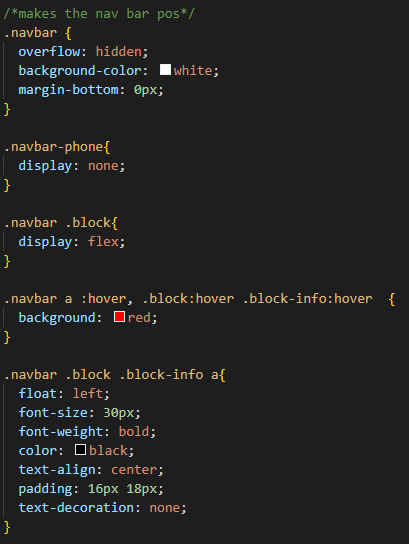 /*makes the nav bar pos*/
.navbar {
overflow: hidden;
background-color: white;
margin-bottom: 0px;
}
.navbar-phone{
display: none;
}
.navbar .block{
display: flex;
}
.navbar a :hover, .block:hover .block-info:hover  {
background: red;
}
.navbar .block .block-info a{
float: left;
font-size: 30px;
font-weight: bold;
color: black;
text-align: center;
padding: 16px 18px;
text-decoration: none;
}